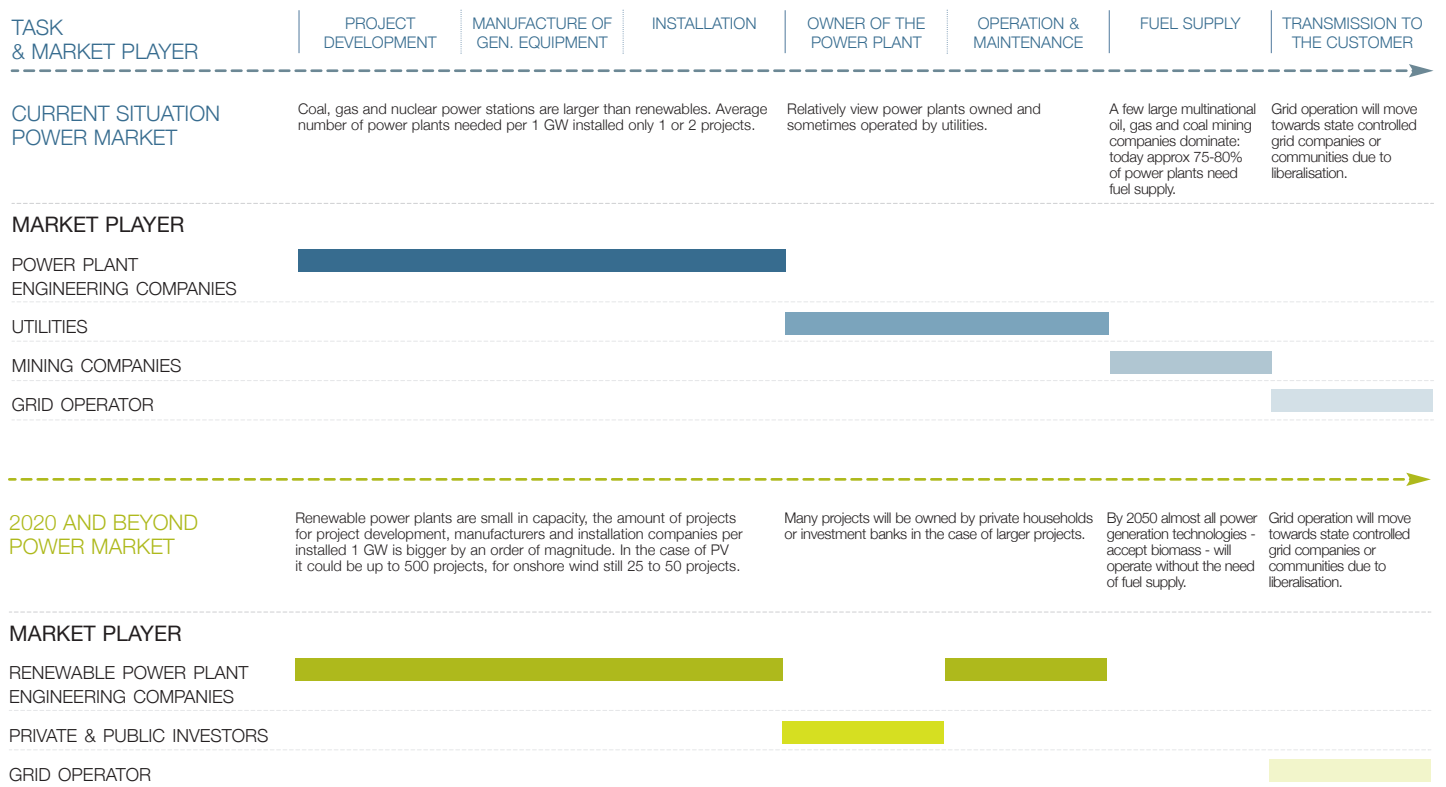 TASK
& MARKET PLAYER
PROJECT
DEVELOPMENT
MANUFACTURE OF
GEN. EQUIPMENT
INSTALLATION
OWNER OF THE
POWER PLANT
OPERATION &
MAINTENANCE
FUEL SUPPLY
TRANSMISSION TO
THE CUSTOMER
CURRENT SITUATION
POWER MARKET
Coal, gas and nuclear power stations are larger than renewables. Average
number of power plants needed per 1 GW installed only 1 or 2 projects.
Relatively view power plants owned and
sometimes operated by utilities.
A few large multinational
oil, gas and coal mining
companies dominate:
today approx 75-80%
of power plants need
fuel supply.
Grid operation will move
towards state controlled
grid companies or
communities due to
liberalisation.
MARKET PLAYER
POWER PLANT
ENGINEERING COMPANIES
UTILITIES
MINING COMPANIES
GRID OPERATOR
2020 AND BEYOND
POWER MARKET
Renewable power plants are small in capacity, the amount of projects
for project development, manufacturers and installation companies per
installed 1 GW is bigger by an order of magnitude. In the case of PV
it could be up to 500 projects, for onshore wind still 25 to 50 projects.
Many projects will be owned by private households
or investment banks in the case of larger projects.
By 2050 almost all power
generation technologies -
accept biomass - will
operate without the need
of fuel supply.
Grid operation will move
towards state controlled
grid companies or
communities due to
liberalisation.
MARKET PLAYER
RENEWABLE POWER PLANT
ENGINEERING COMPANIES
PRIVATE & PUBLIC INVESTORS
GRID OPERATOR